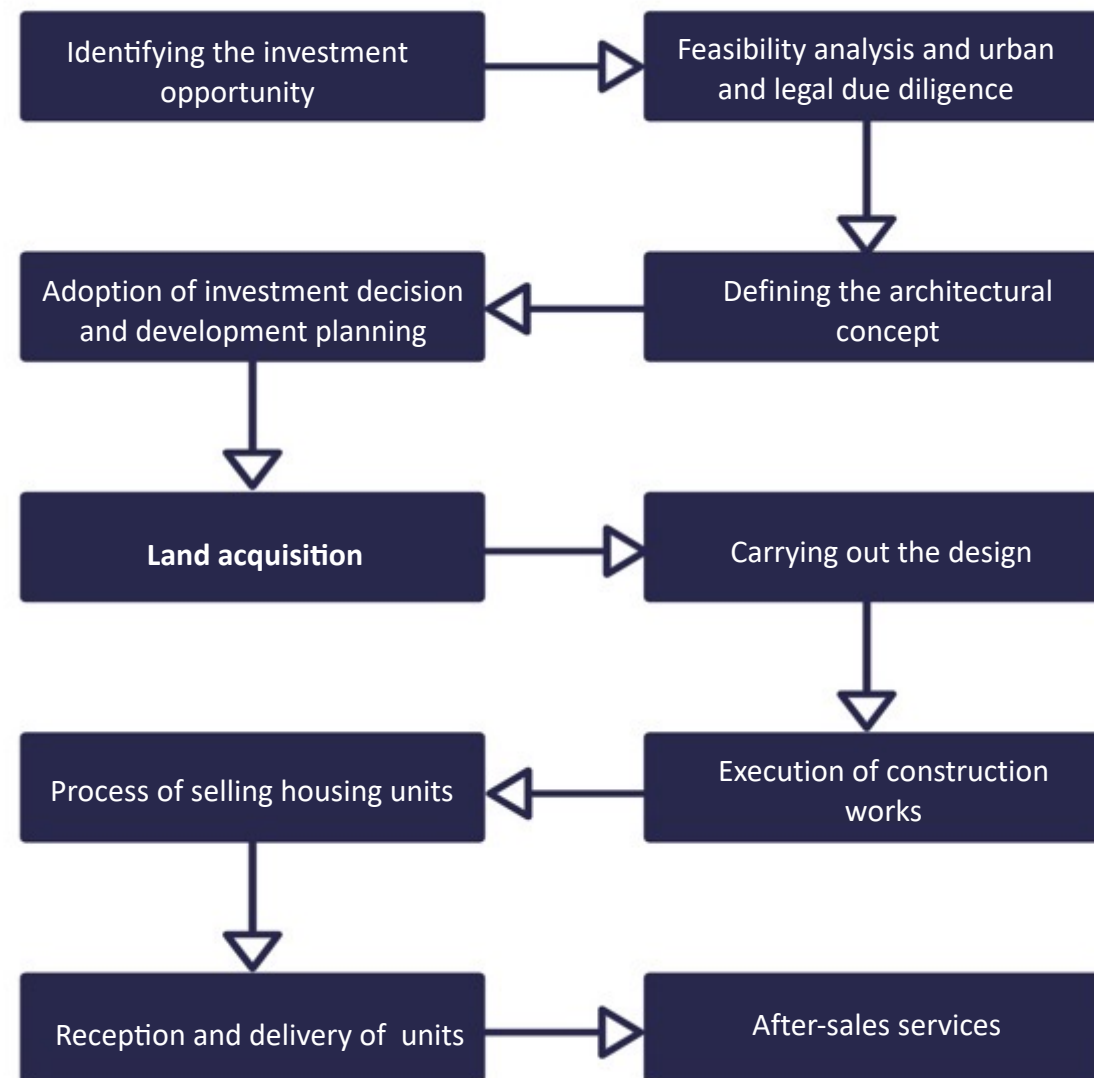 Identifying the investment
opportunity
Feasibility analysis and urban
and legal due diligence
Defining the architectural
concept
Adoption of investment decision
and development planning
Land acquisition
Carrying out the design
Execution of construction
works
Process of selling housing units
Reception and delivery of units
After-sales services